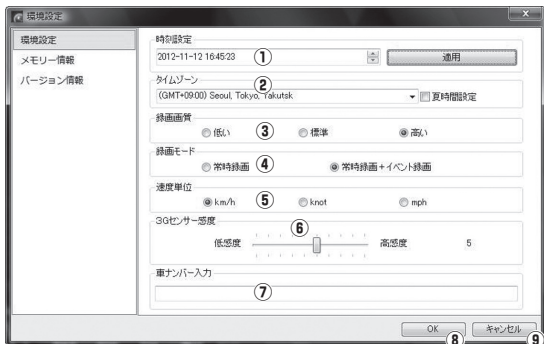 環境設定
環境設定
メモリー情報
バージョン情報
時刻設定
2012-11-12 16:45:23 ① 適用
タイムゾーン
②
(GMT+09:00) Seoul, Tokyo, Yakutsk 夏時間設定
録画画質
低い ③ 標準 高い
録画モード
常時録画 ④ 常時録画+イベント録画
速度単位
km/h ⑤ knot mph
3Gセンサー感度
⑥
低感度 高感度 5
車ナンバー入力
⑦
OK キャンセル
⑧ ⑨